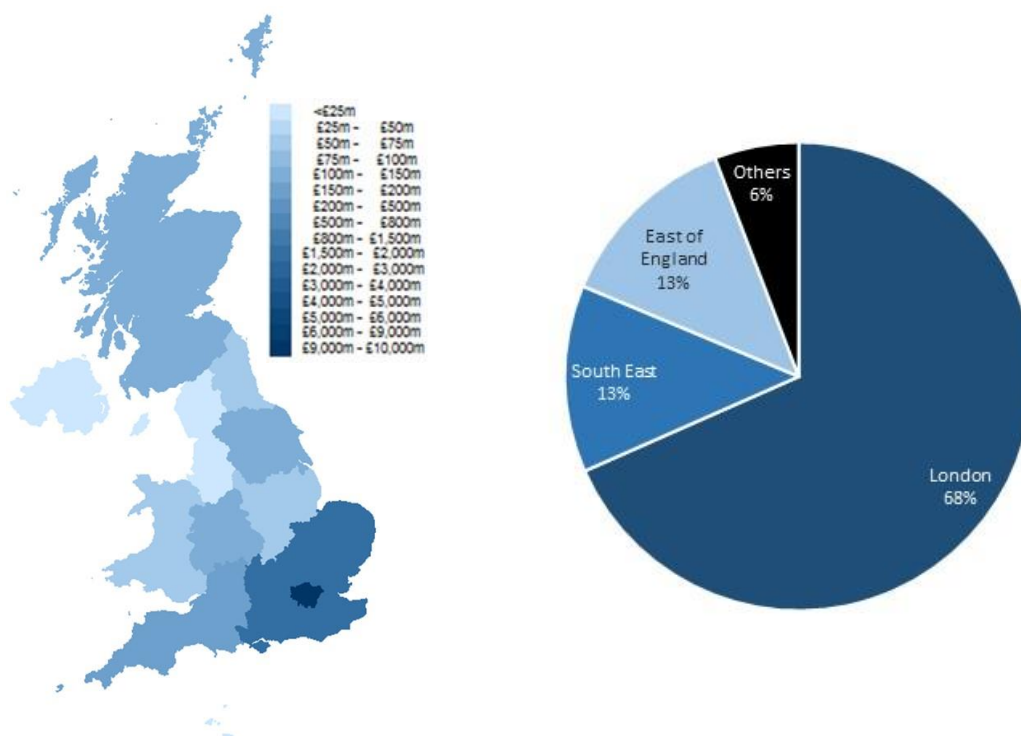 <£25m
£25m - £50m
£50m - £75m
£75m - £100m
£100m - £150m
£150m - £200m
£200m - £500m
£500m - £800m
£800m - £1,500m
£1,500m - £2,000m
£2,000m - £3,000m
£3,000m - £4,000m
£4,000m - £5,000m
£5,000m - £6,000m
£6,000m - £9,000m
£9,000m - £10,000m
Others
6%
East of
England
13%
South East
13%
London
68%